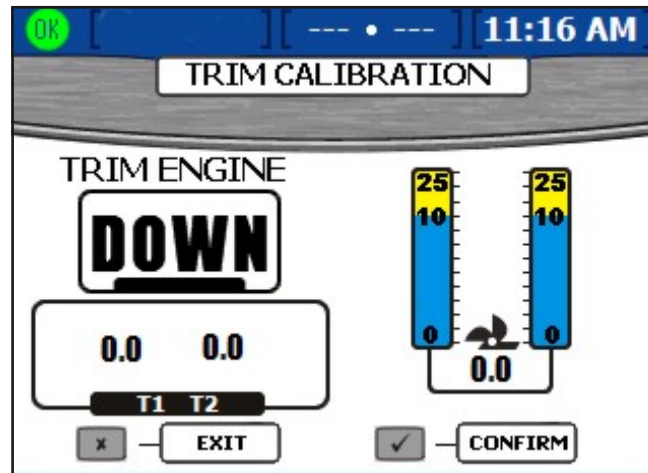 OK [ ] [ --- • --- ] [ 11:16 AM ]
TRIM CALIBRATION
TRIM ENGINE
DOWN
0.0 0.0
T1 T2
25 25
10 10
0 0
0.0
x EXIT ✓ CONFIRM